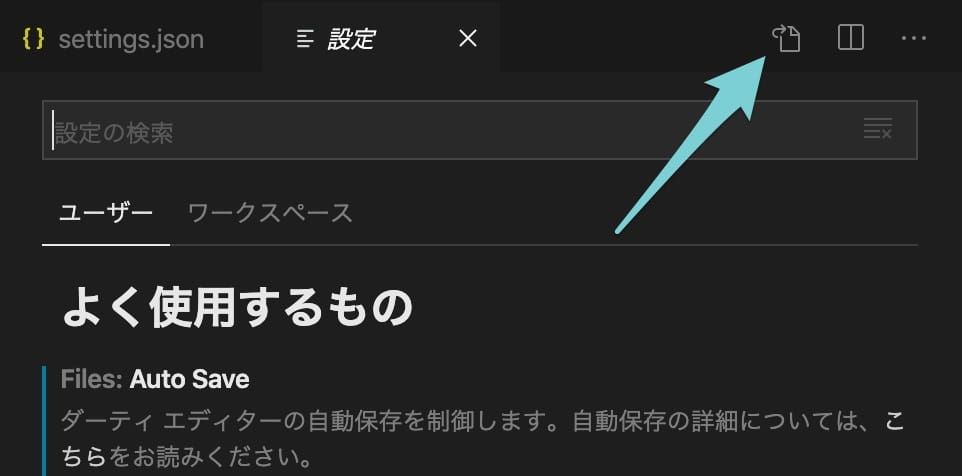 {} settings.json 設定
設定の検索
ユーザー ワークスペース
よく使用するもの
Files: Auto Save
ダーティ エディターの自動保存を制御します。自動保存の詳細については、こ
ちらをお読みください。